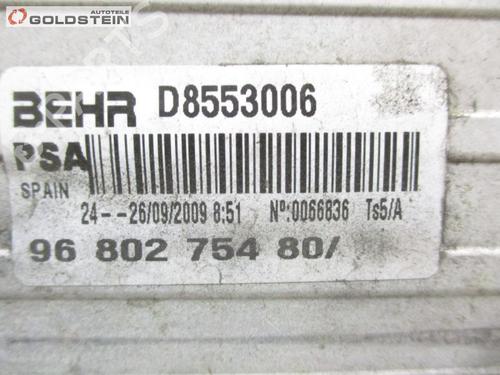 AUTOTEILE
GOLDSTEIN
BEHR D8553006
PSA
SPAIN
24--26/09/2009 8:51 Nº:0066836 Ts5/A
96 802 754 80/